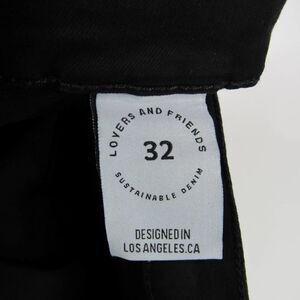 LOVERS AND FRIENDS
32
SUSTAINABLE DENIM
DESIGNED IN
LOS ANGELES.CA